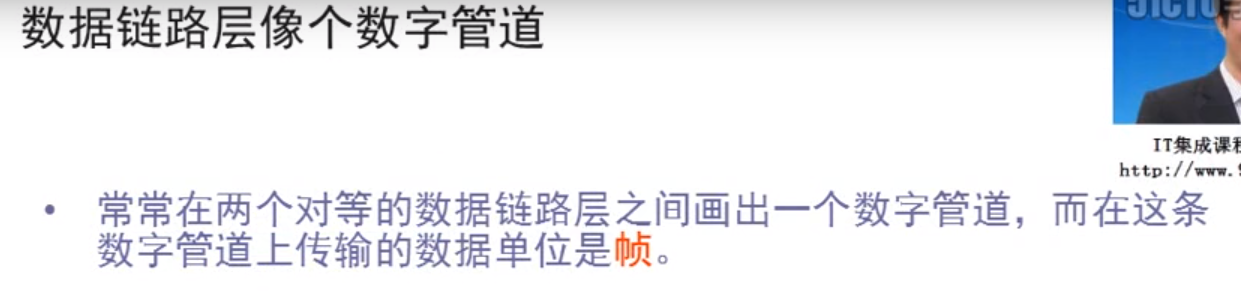 数据链路层像个数字管道
IT集成课程
http://www.
• 常常在两个对等的数据链路层之间画出一个数字管道，而在这条
数字管道上传输的数据单位是帧。